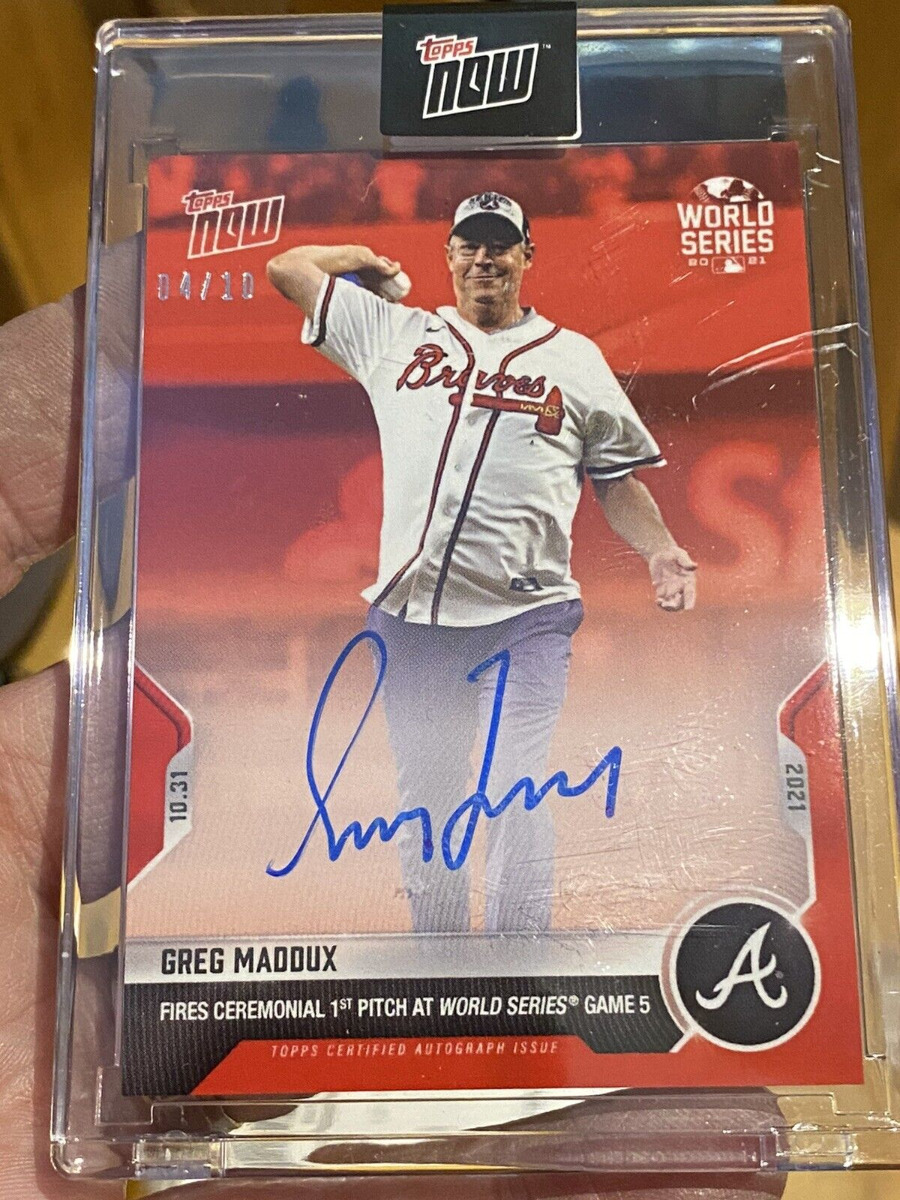 Topps
NOW™
Topps
NOW
WORLD
SERIES
20 21
04/10
Braves
10.31
2021
GREG MADDUX
FIRES CEREMONIAL 1ST PITCH AT WORLD SERIES® GAME 5
A
TOPPS CERTIFIED AUTOGRAPH ISSUE